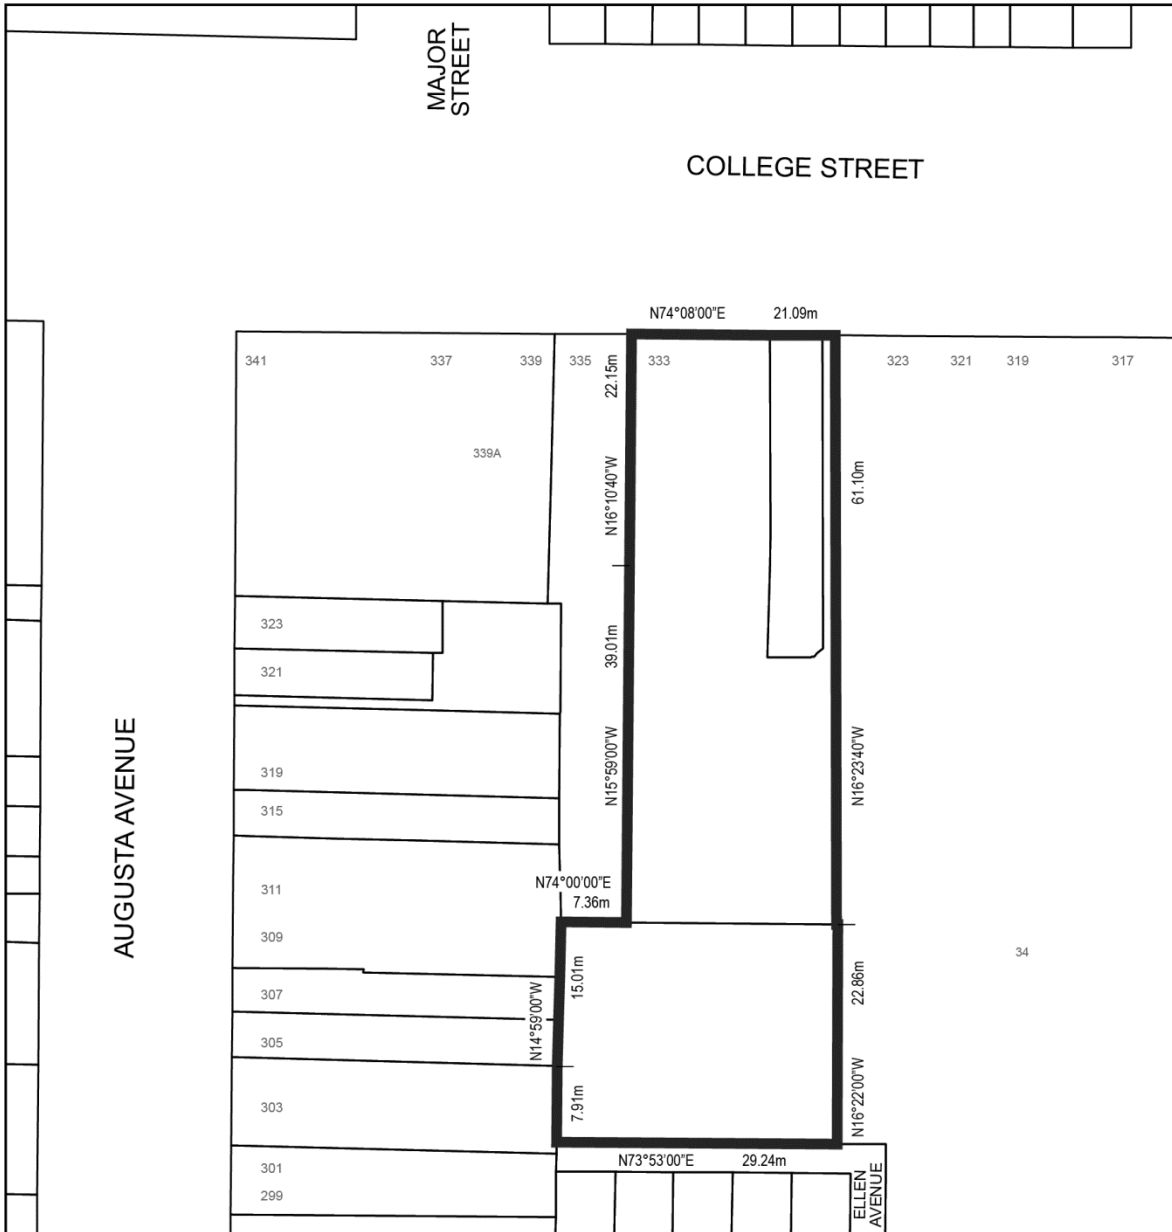 MAJOR
STREET
COLLEGE STREET
N74°08'00"E 21.09m
341
337
339
335
333
323
321
319
317
22.15m
339A
N16°10'40"W
61.10m
323
39.01m
321
319
N15°59'00"W
N16°23'40"W
315
AUGUSTA AVENUE
311
N74°00'00"E
7.36m
309
34
15.01m
22.86m
307
N14°59'00"W
305
303
7.91m
N16°22'00"W
N73°53'00"E 29.24m
301
299
ELLEN
AVENUE